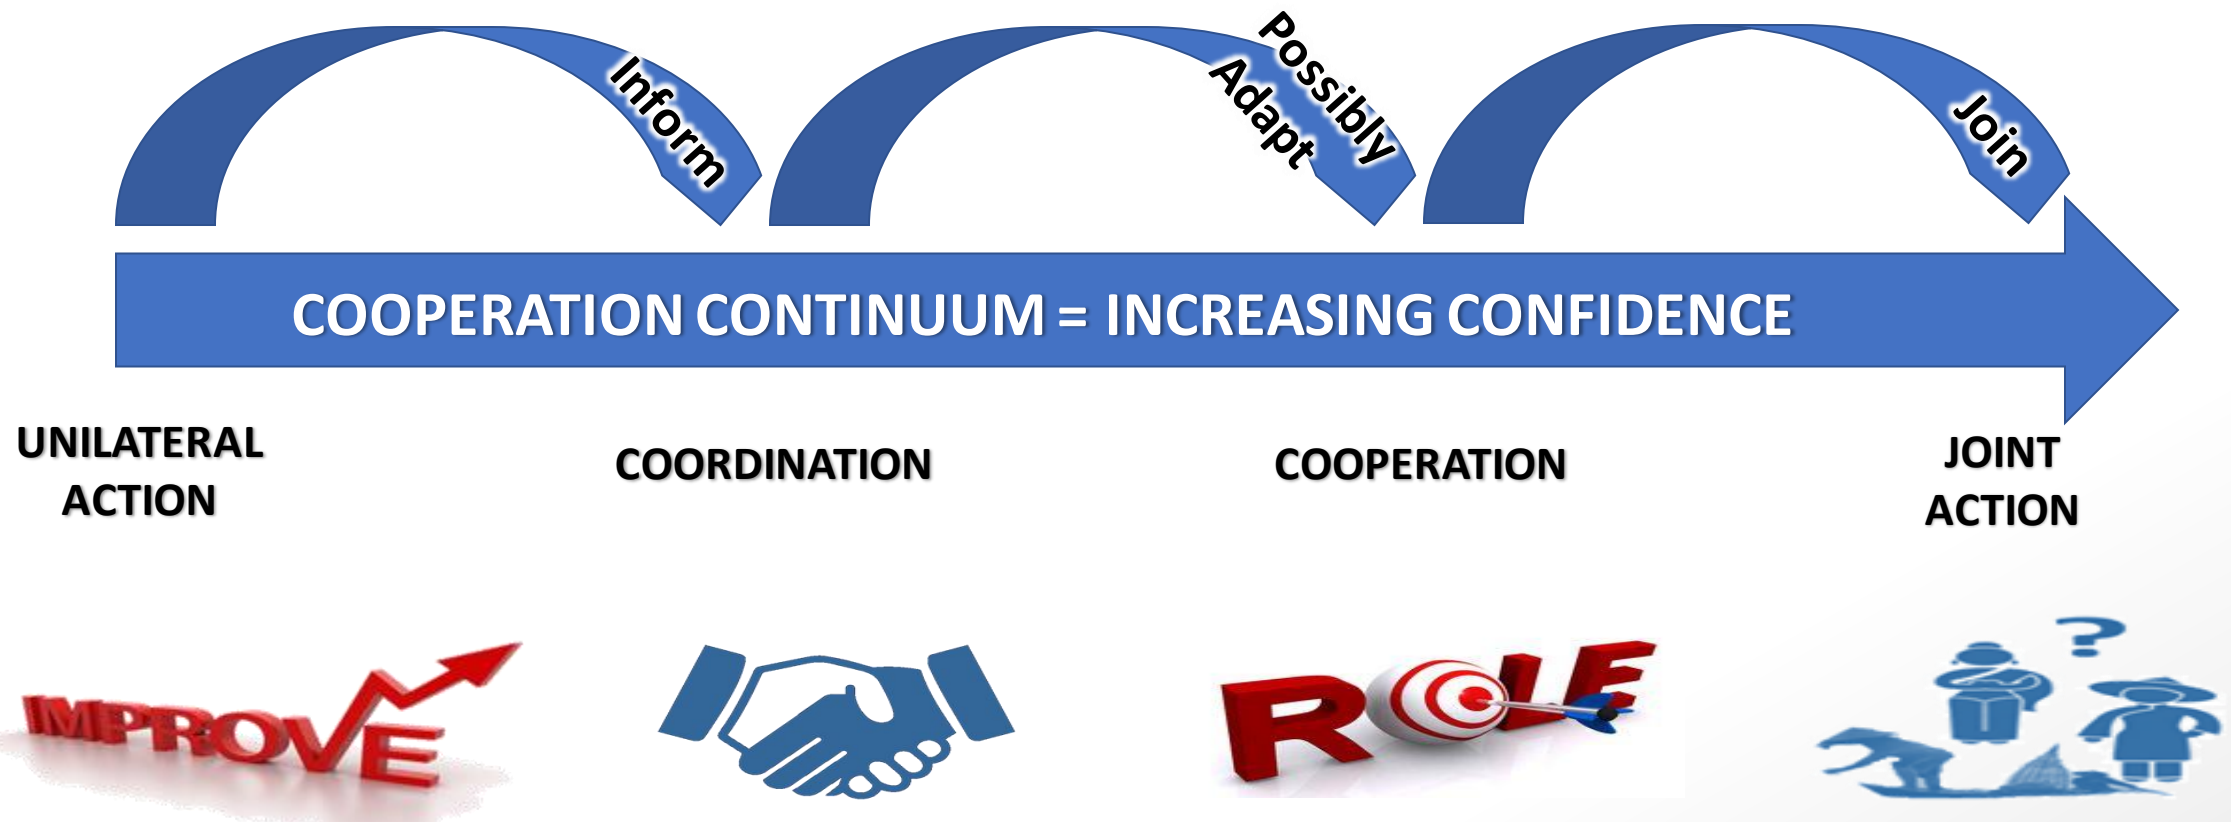 Inform
Possibly
Adapt
Join
COOPERATION CONTINUUM = INCREASING CONFIDENCE
UNILATERAL
ACTION
COORDINATION
COOPERATION
JOINT
ACTION
IMPROVE
ROLE
?